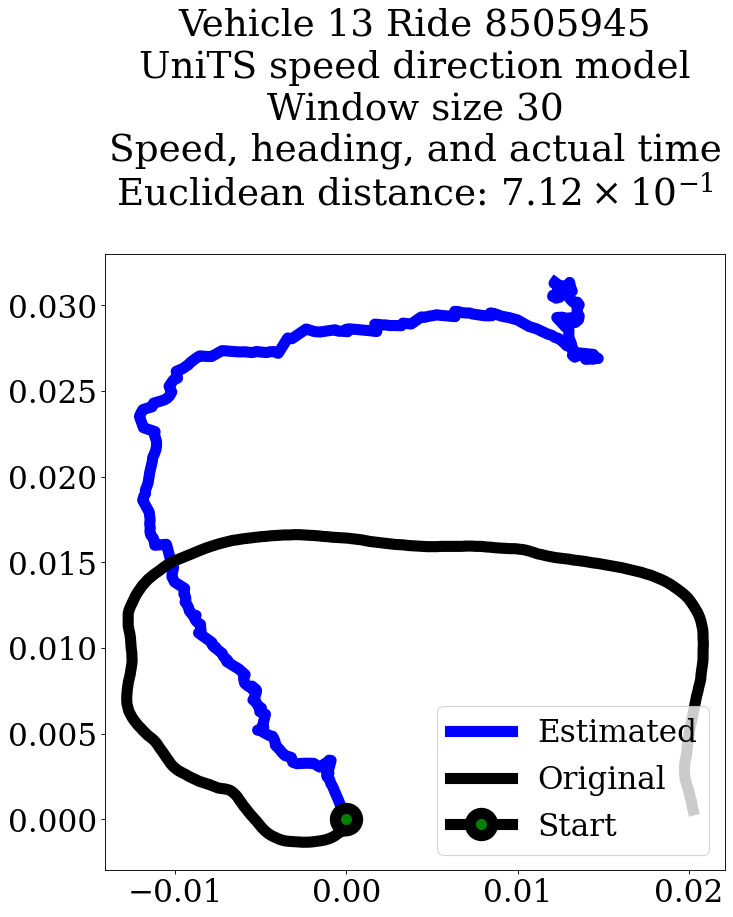 Vehicle 13 Ride 8505945
UniTS speed direction model
Window size 30
Speed, heading, and actual time
Euclidean distance: 7.12 × 10⁻¹
0.030
0.025
0.020
0.015
0.010
0.005
0.000
−0.01 0.00 0.01 0.02
Estimated
Original
Start